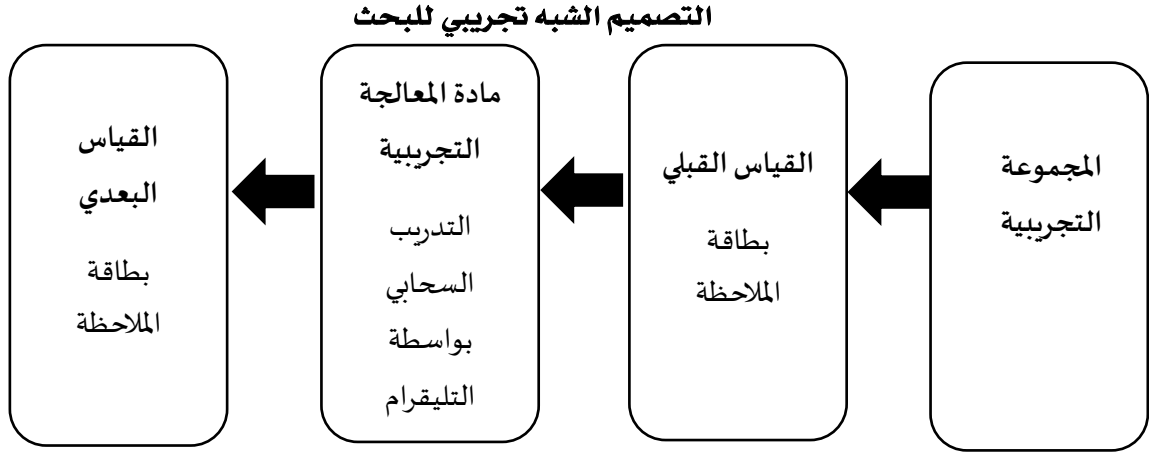 التصميم الشبه تجريبي للبحث
المجموعة
التجريبية
القياس القبلي
بطاقة
الملاحظة
مادة المعالجة
التجريبية
التدريب
السحابي
بواسطة
التليقرام
القياس
البعدي
بطاقة
الملاحظة